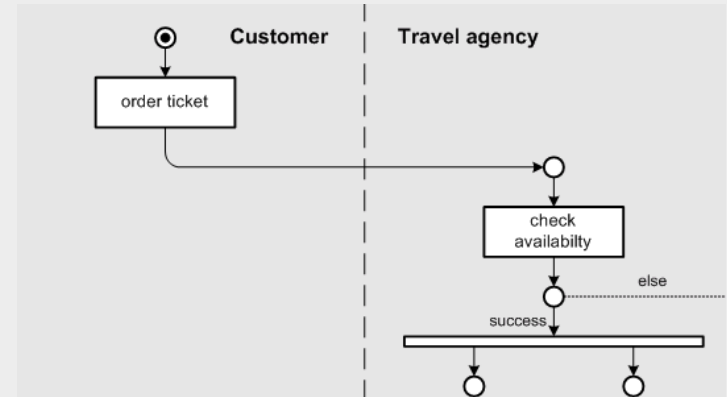 Customer
Travel agency
order ticket
check
availabilty
else
success